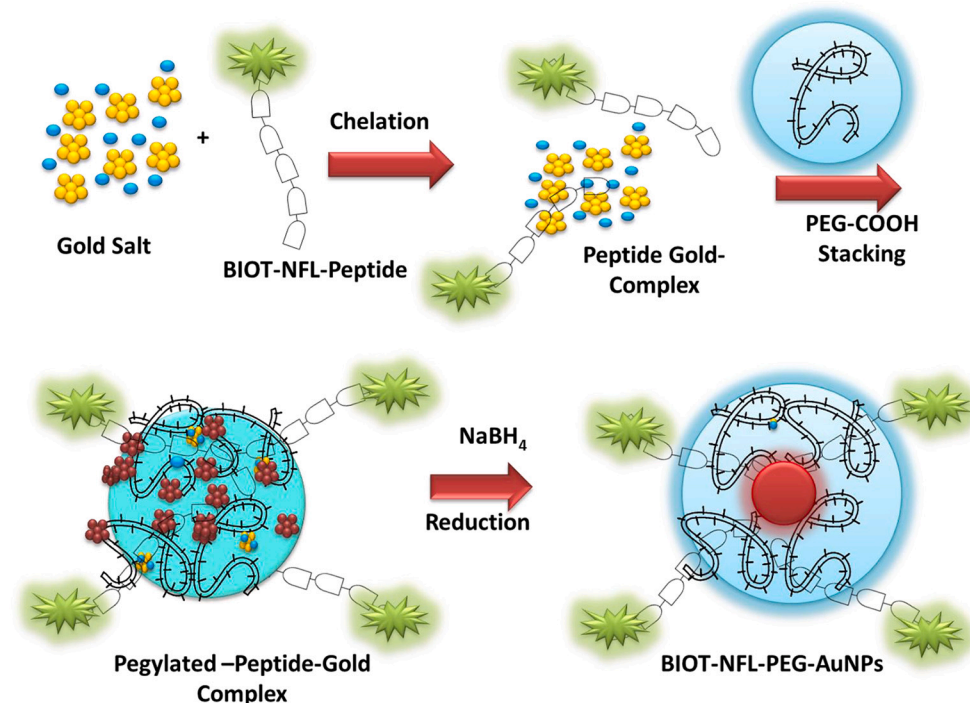 +
Chelation
Gold Salt
BIOT-NFL-Peptide
Peptide Gold-
Complex
PEG-COOH
Stacking
NaBH₄
Reduction
Pegylated –Peptide-Gold
Complex
BIOT-NFL-PEG-AuNPs